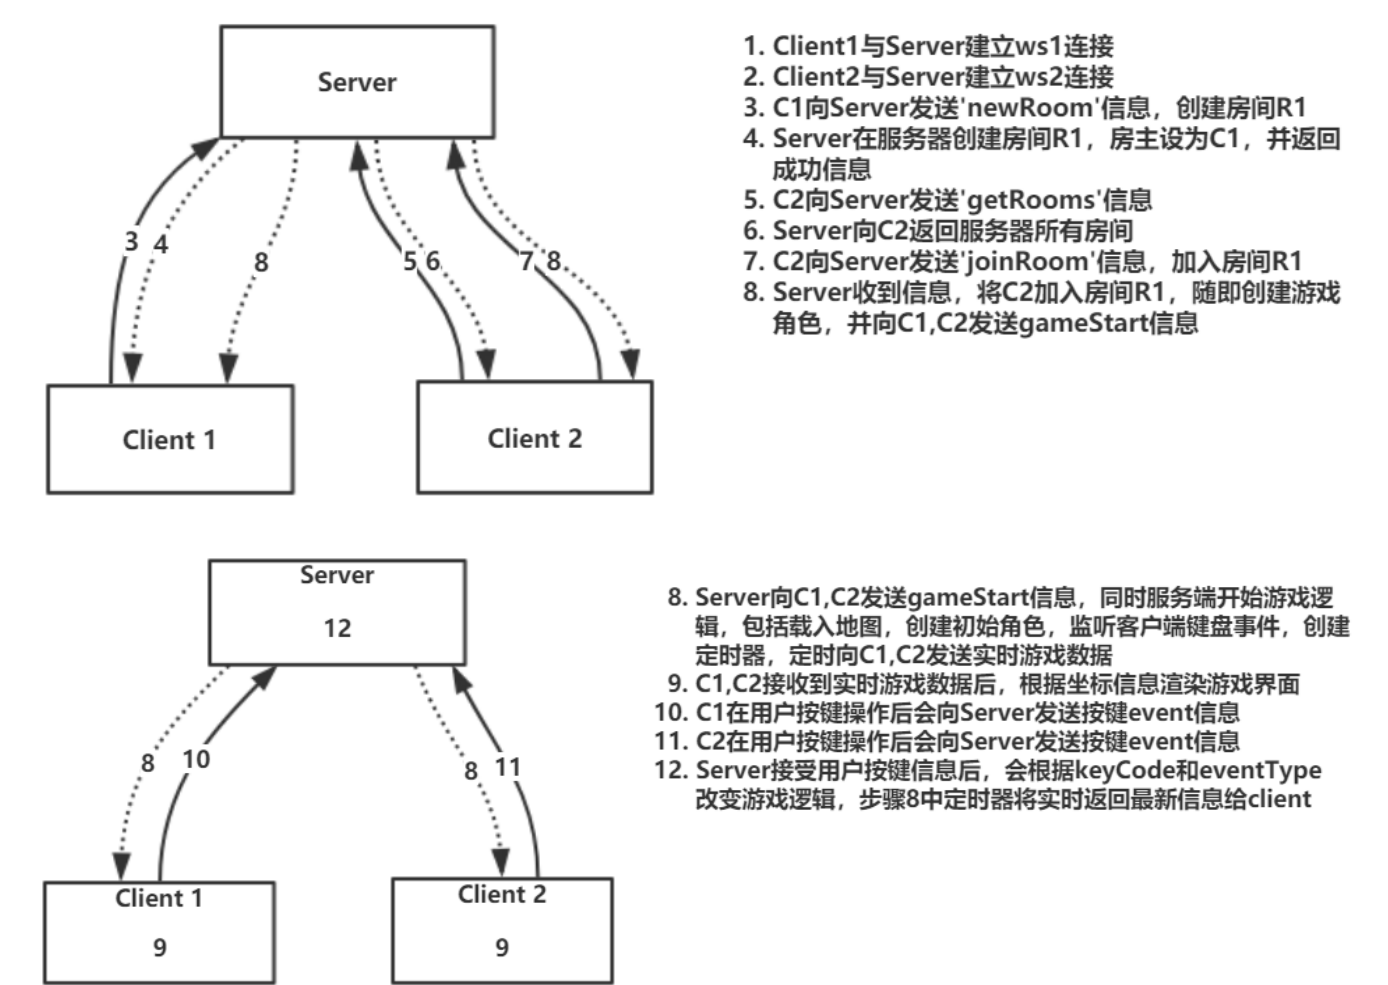 Server
1. Client1与Server建立ws1连接
2. Client2与Server建立ws2连接
3. C1向Server发送'newRoom'信息，创建房间R1
4. Server在服务器创建房间R1，房主设为C1，并返回
成功信息
5. C2向Server发送'getRooms'信息
6. Server向C2返回服务器所有房间
7. C2向Server发送'joinRoom'信息，加入房间R1
8. Server收到信息，将C2加入房间R1，随即创建游戏
角色，并向C1,C2发送gameStart信息
3 4 8 5 6 7 8
Client 1
Client 2
Server
12
8. Server向C1,C2发送gameStart信息，同时服务端开始游戏逻
辑，包括载入地图，创建初始角色，监听客户端键盘事件，创建
定时器，定时向C1,C2发送实时游戏数据
9. C1,C2接收到实时游戏数据后，根据坐标信息渲染游戏界面
10. C1在用户按键操作后会向Server发送按键event信息
11. C2在用户按键操作后会向Server发送按键event信息
12. Server接受用户按键信息后，会根据keyCode和eventType
改变游戏逻辑，步骤8中定时器将实时返回最新信息给client
8 10 8 11
Client 1
9
Client 2
9